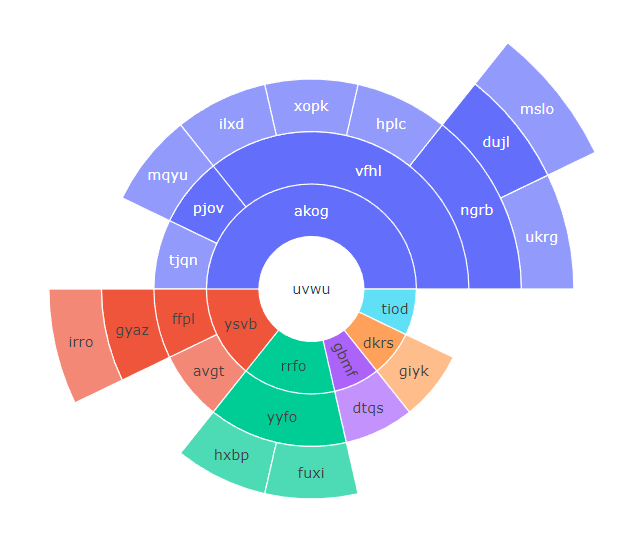 mslo
xopk
ilxd
hplc
dujl
vfhl
mqyu
pjov
akog
ngrb
ukrg
tjqn
uvwu
tiod
ffpl
ysvb
gyaz
irro
dkrs
gbmf
rrfo
avgt
giyk
dtqs
yyfo
hxbp
fuxi